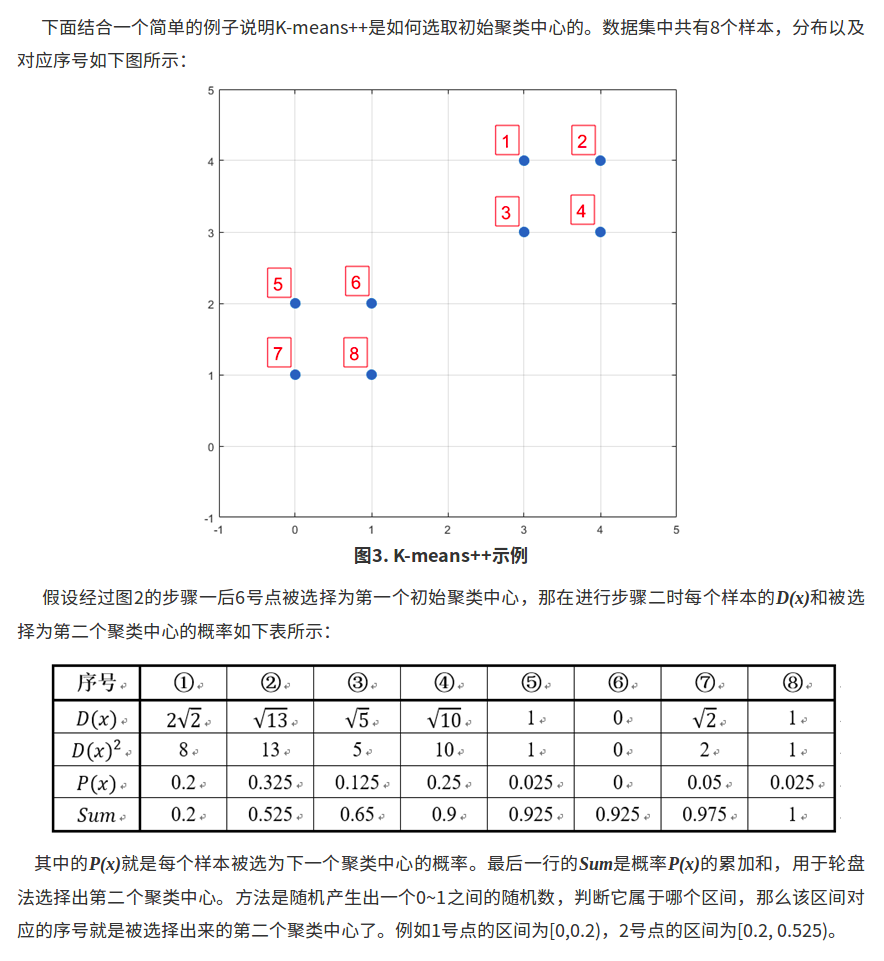 下面结合一个简单的例子说明K-means++是如何选取初始聚类中心的。数据集中共有8个样本，分布以及
对应序号如下图所示：
5
1 2
4
3 4
3
5 6
2
7 8
1
0
-1
-1 0 1 2 3 4 5
图3. K-means++示例
假设经过图2的步骤一后6号点被选择为第一个初始聚类中心，那在进行步骤二时每个样本的D(x)和被选
择为第二个聚类中心的概率如下表所示：
序号 ① ② ③ ④ ⑤ ⑥ ⑦ ⑧
D(x) 2√2 √13 √5 √10 1 0 √2 1
D(x)² 8 13 5 10 1 0 2 1
P(x) 0.2 0.325 0.125 0.25 0.025 0 0.05 0.025
Sum 0.2 0.525 0.65 0.9 0.925 0.925 0.975 1
其中的P(x)就是每个样本被选为下一个聚类中心的概率。最后一行的Sum是概率P(x)的累加和，用于轮盘
法选择出第二个聚类中心。方法是随机产生出一个0~1之间的随机数，判断它属于哪个区间，那么该区间对
应的序号就是被选择出来的第二个聚类中心了。例如1号点的区间为[0,0.2)，2号点的区间为[0.2, 0.525)。